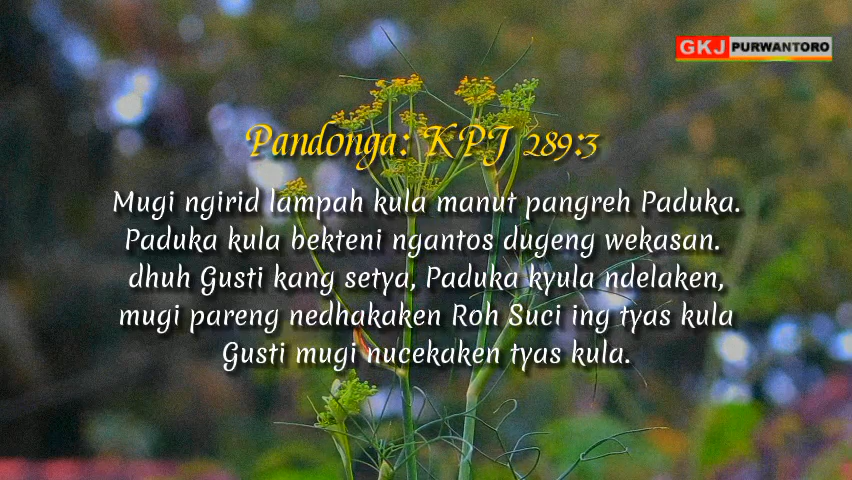 GKJ PURWANTORO
Pandonga: KPJ 289:3
Mugi ngirid lampah kula manut pangreh Paduka.
Paduka kula bekteni ngantos dugeng wekasan.
dhuh Gusti kang setya, Paduka kyula ndelaken,
mugi pareng nedhakaken Roh Suci ing tyas kula
Gusti mugi nucekaken tyas kula.